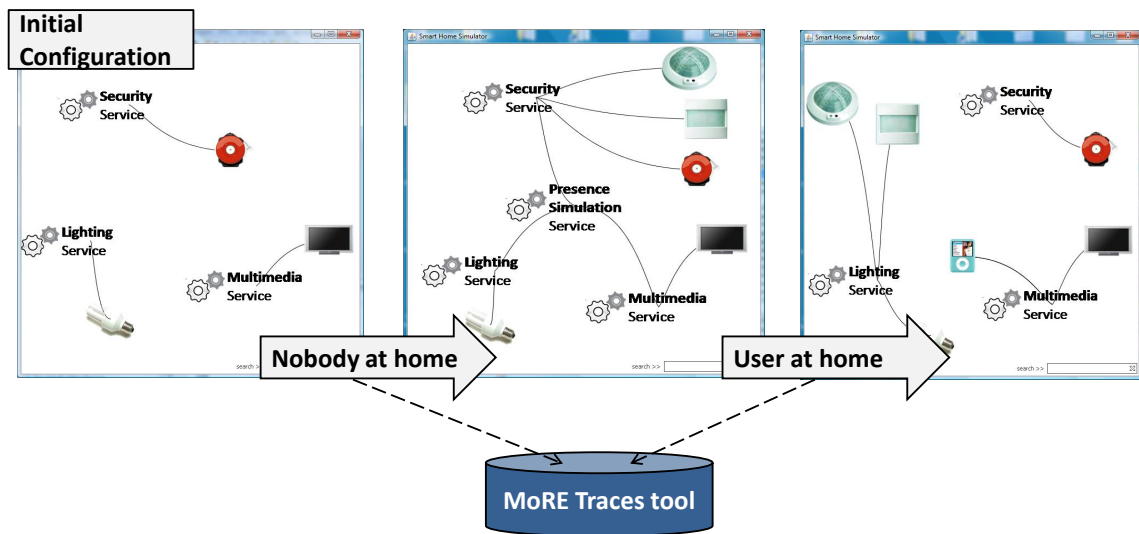 Initial
Configuration
Security
Service
Lighting
Service
Multimedia
Service
search >>
Nobody at home
Smart Home Simulator
Security
Service
Presence
Simulation
Service
Lighting
Service
Multimedia
Service
search >>
User at home
Smart Home Simulator
Security
Service
Lighting
Service
Multimedia
Service
search >>
MoRE Traces tool